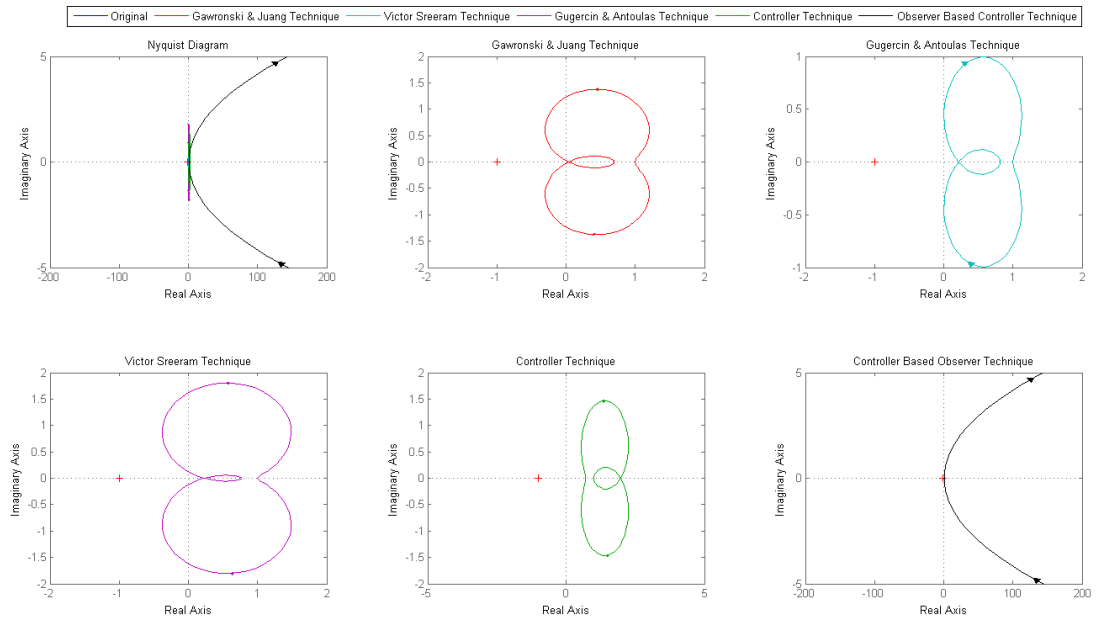 Original Gawronski & Juang Technique Victor Sreeram Technique Gugercin & Antoulas Technique Controller Technique Observer Based Controller Technique
Nyquist Diagram
5
0
-5
-200 -100 0 100 200
Imaginary Axis
Real Axis
Gawronski & Juang Technique
2
1.5
1
0.5
0
-0.5
-1
-1.5
-2
-2 -1 0 1 2
Imaginary Axis
Real Axis
Gugercin & Antoulas Technique
1
0.5
0
-0.5
-1
-2 -1 0 1 2
Imaginary Axis
Real Axis
Victor Sreeram Technique
2
1.5
1
0.5
0
-0.5
-1
-1.5
-2
-2 -1 0 1 2
Imaginary Axis
Real Axis
Controller Technique
2
1.5
1
0.5
0
-0.5
-1
-1.5
-2
-5 0 5
Imaginary Axis
Real Axis
Controller Based Observer Technique
5
0
-5
-200 -100 0 100 200
Imaginary Axis
Real Axis